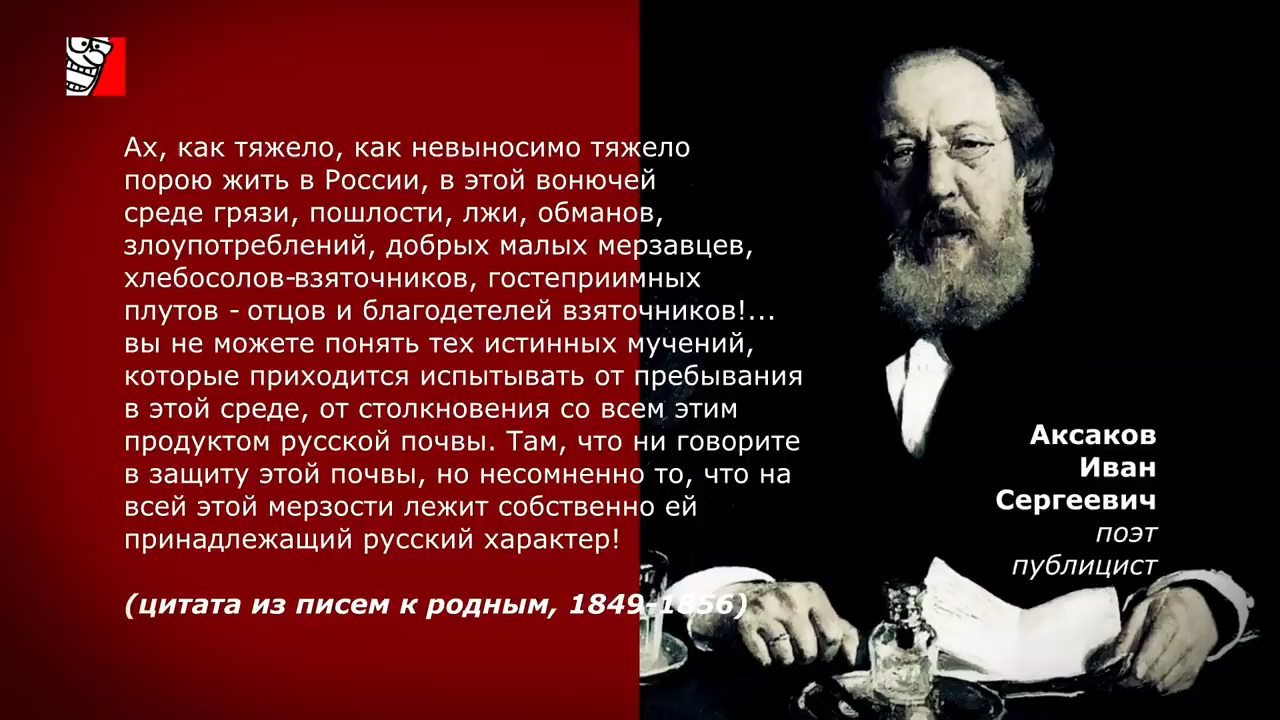 Ах, как тяжело, как невыносимо тяжело
порою жить в России, в этой вонючей
среде грязи, пошлости, лжи, обманов,
злоупотреблений, добрых малых мерзавцев,
хлебосолов-взяточников, гостеприимных
плутов - отцов и благодетелей взяточников!...
вы не можете понять тех истинных мучений,
которые приходится испытывать от пребывания
в этой среде, от столкновения со всем этим
продуктом русской почвы. Там, что ни говорите
в защиту этой почвы, но несомненно то, что на
всей этой мерзости лежит собственно ей
принадлежащий русский характер!
(цитата из писем к родным, 1849-1856)
Аксаков
Иван
Сергеевич
поэт
публицист